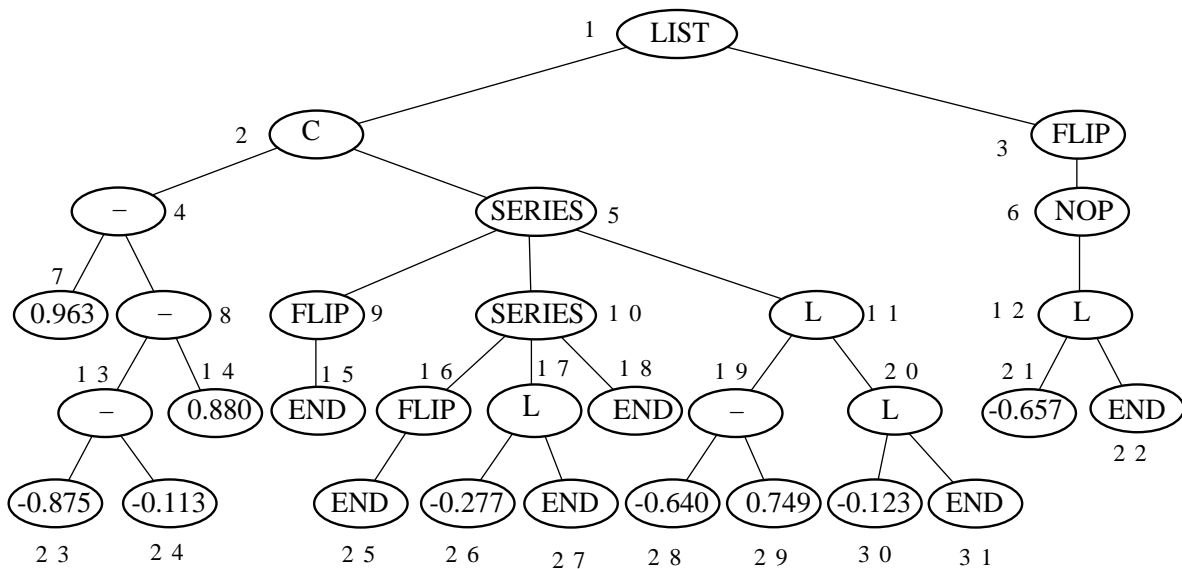 1 LIST
2 C FLIP 3
– 4 SERIES 5 6 NOP
7 0.963 – 8 FLIP 9 SERIES 10 L 11 12 L
13 – 14 0.880 15 END 16 FLIP 17 L 18 END 19 – 20 L 21 -0.657 END 22
-0.875 -0.113 END -0.277 END -0.640 0.749 -0.123 END
23 24 25 26 27 28 29 30 31